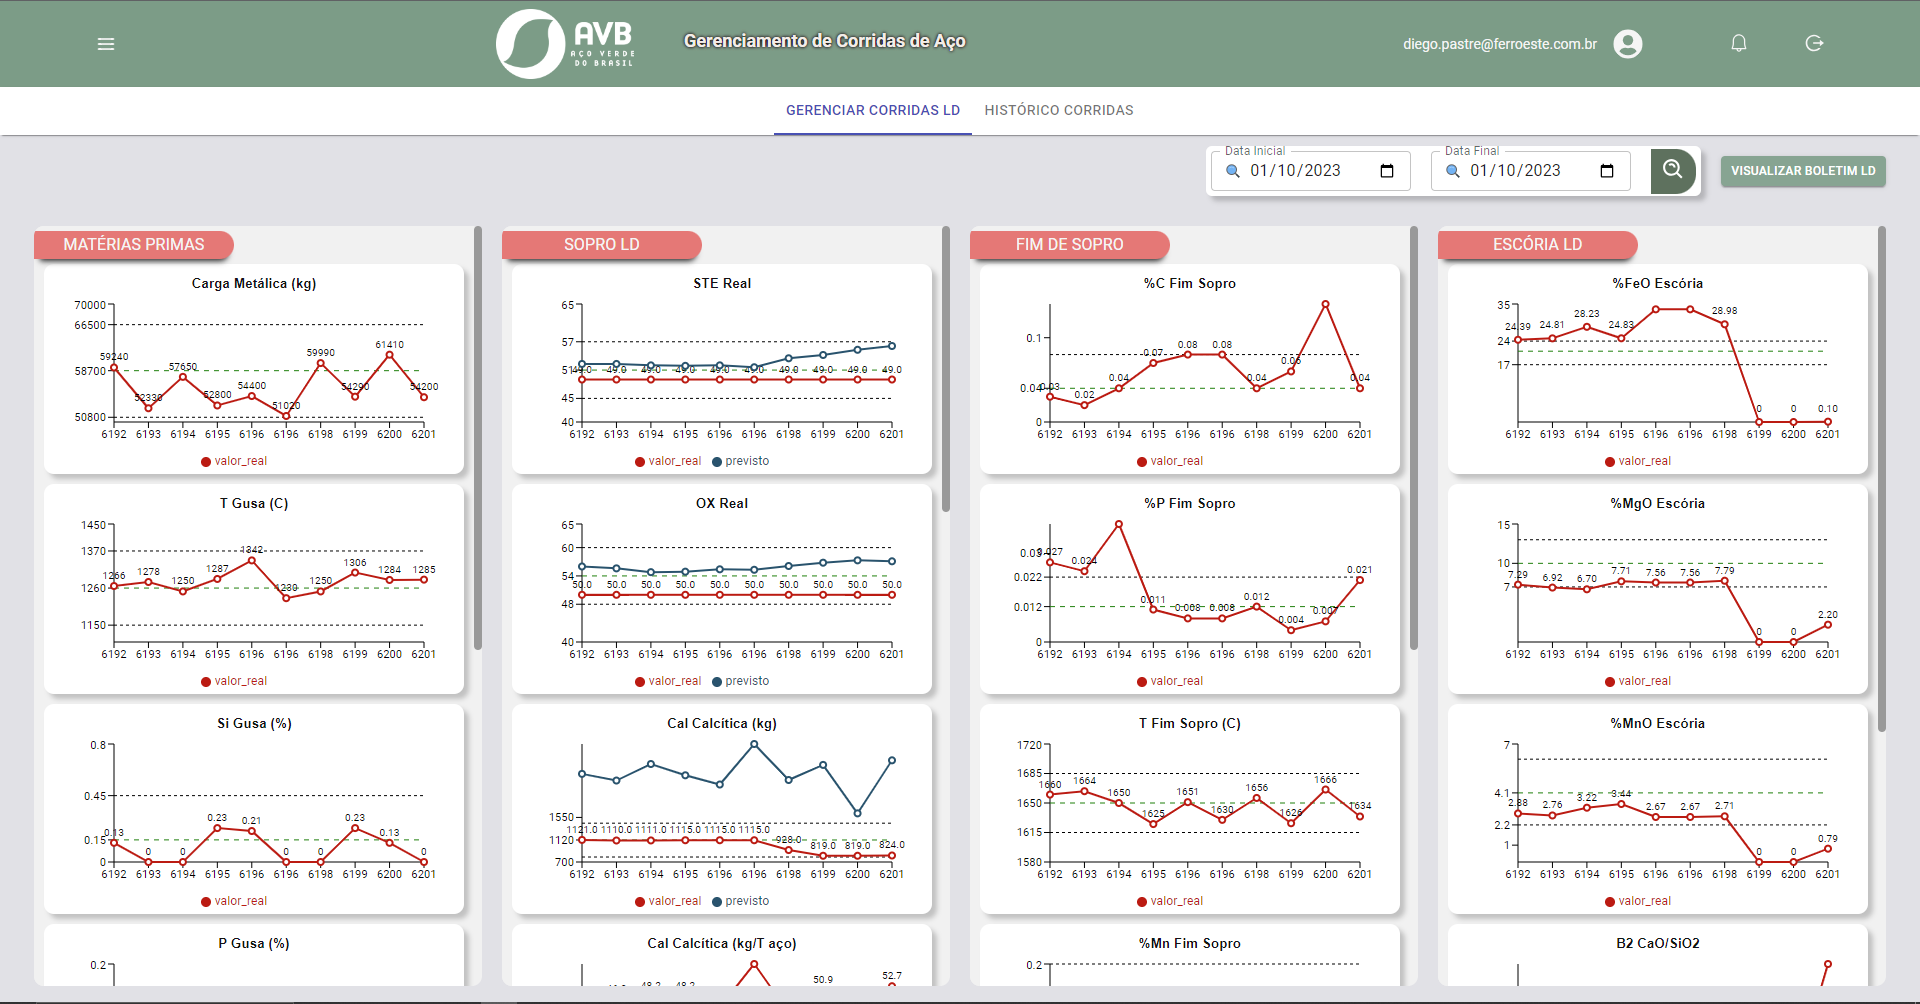 AVB
AÇO VERDE
DO BRASIL
Gerenciamento de Corridas de Aço
diego.pastre@ferroeste.com.br
GERENCIAR CORRIDAS LD
HISTÓRICO CORRIDAS
Data Inicial
01/10/2023
Data Final
01/10/2023
VISUALIZAR BOLETIM LD
MATÉRIAS PRIMAS
Carga Metálica (kg)
70000
66500
58700
50800
59240
52330
57650
52800
54400
51020
59990
54290
61410
54200
6192 6193 6194 6195 6196 6196 6198 6199 6200 6201
valor_real
T Gusa (C)
1450
1370
1260
1150
1266
1278
1250
1287
1342
1230
1250
1306
1284
1285
6192 6193 6194 6195 6196 6196 6198 6199 6200 6201
valor_real
Si Gusa (%)
0.8
0.45
0.15
0
0.13
0
0
0.23
0.21
0
0
0.23
0.13
0
6192 6193 6194 6195 6196 6196 6198 6199 6200 6201
valor_real
P Gusa (%)
0.2
SOPRO LD
STE Real
65
57
51
45
40
49.0 49.0 49.0 49.0 49.0 49.0 49.0 49.0 49.0 49.0
6192 6193 6194 6195 6196 6196 6198 6199 6200 6201
valor_real previsto
OX Real
65
60
54
48
40
50.0 50.0 50.0 50.0 50.0 50.0 50.0 50.0 50.0 50.0
6192 6193 6194 6195 6196 6196 6198 6199 6200 6201
valor_real previsto
Cal Calcítica (kg)
1550
1120
700
1121.0 1110.0 1111.0 1115.0 1115.0 1115.0 928.0 819.0 819.0 824.0
6192 6193 6194 6195 6196 6196 6198 6199 6200 6201
valor_real previsto
Cal Calcítica (kg/T aço)
48.2
48.2
50.9
52.7
FIM DE SOPRO
%C Fim Sopro
0.1
0.04
0
0.03
0.02
0.04
0.07
0.08
0.08
0.04
0.06
0.04
6192 6193 6194 6195 6196 6196 6198 6199 6200 6201
valor_real
%P Fim Sopro
0.03
0.022
0.012
0
0.027
0.024
0.011
0.008
0.008
0.012
0.004
0.007
0.021
6192 6193 6194 6195 6196 6196 6198 6199 6200 6201
valor_real
T Fim Sopro (C)
1720
1685
1650
1615
1580
1660
1664
1650
1625
1651
1630
1656
1626
1666
1634
6192 6193 6194 6195 6196 6196 6198 6199 6200 6201
valor_real
%Mn Fim Sopro
0.2
ESCÓRIA LD
%FeO Escória
35
24
17
24.39
24.81
28.23
24.83
28.98
0
0
0.10
6192 6193 6194 6195 6196 6196 6198 6199 6200 6201
valor_real
%MgO Escória
15
10
7
7.29
6.92
6.70
7.71
7.56
7.56
7.79
0
0
2.20
6192 6193 6194 6195 6196 6196 6198 6199 6200 6201
valor_real
%MnO Escória
7
4.1
2.2
1
2.88
2.76
3.22
3.44
2.67
2.67
2.71
0
0
0.79
6192 6193 6194 6195 6196 6196 6198 6199 6200 6201
valor_real
B2 CaO/SiO2